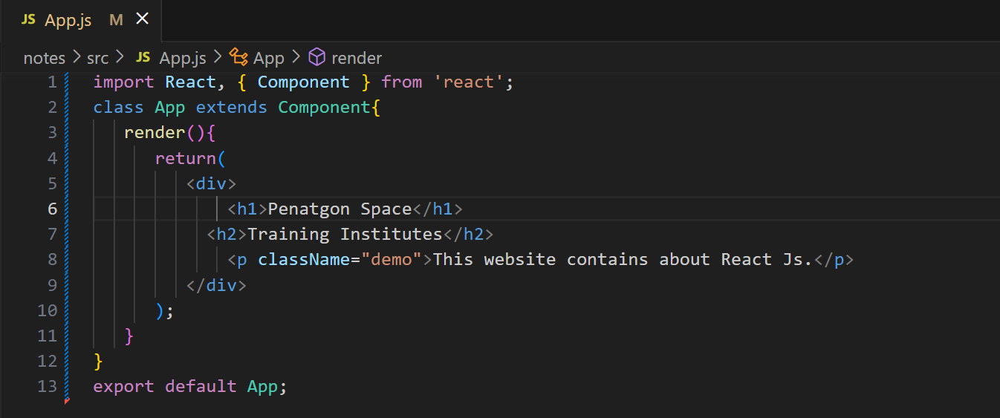 JS App.js M
notes > src > JS App.js > App > render
1 import React, { Component } from 'react';
2 class App extends Component{
3 render(){
4 return(
5 <div>
6 <h1>Penatgon Space</h1>
7 <h2>Training Institutes</h2>
8 <p className="demo">This website contains about React Js.</p>
9 </div>
10 );
11 }
12 }
13 export default App;